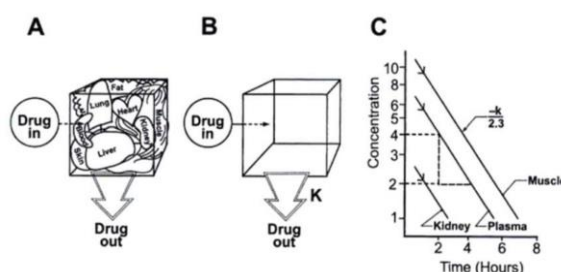 A
Drug
in
Fat
Lung
Heart
Kidney
Muscle
Skin
Liver
Drug
out
B
Drug
in
K
Drug
out
C
Concentration
10
8
6
5
4
3
2
1
-k
2.3
Muscle
Kidney
Plasma
2 4 6 8
Time (Hours)